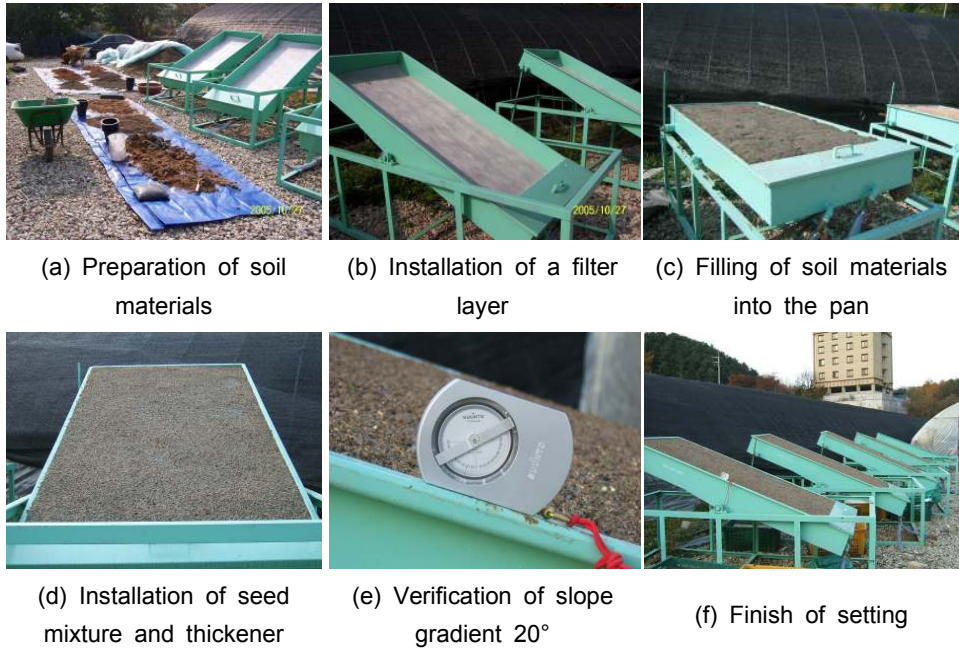 2005/10/27
2005/10/27
(a) Preparation of soil
materials
(b) Installation of a filter
layer
(c) Filling of soil materials
into the pan
SUUNTO
SUUNTO
(d) Installation of seed
mixture and thickener
(e) Verification of slope
gradient 20°
(f) Finish of setting